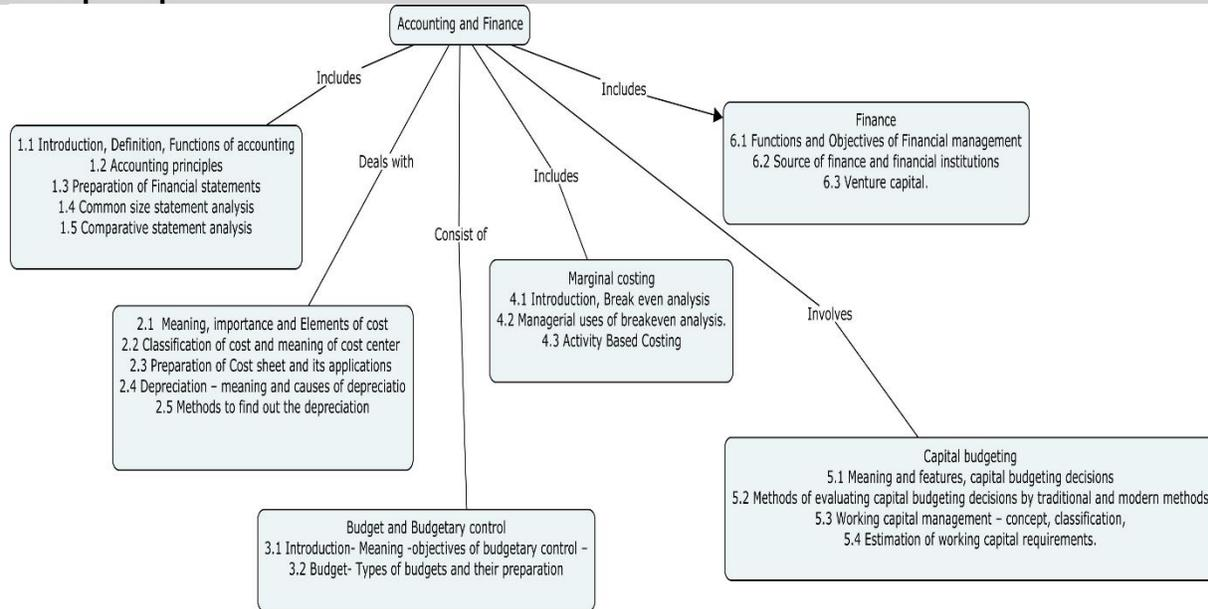 Accounting and Finance
Includes
1.1 Introduction, Definition, Functions of accounting
1.2 Accounting principles
1.3 Preparation of Financial statements
1.4 Common size statement analysis
1.5 Comparative statement analysis
Deals with
2.1 Meaning, importance and Elements of cost
2.2 Classification of cost and meaning of cost center
2.3 Preparation of Cost sheet and its applications
2.4 Depreciation – meaning and causes of depreciatio
2.5 Methods to find out the depreciation
Consist of
Budget and Budgetary control
3.1 Introduction- Meaning -objectives of budgetary control –
3.2 Budget- Types of budgets and their preparation
Includes
Marginal costing
4.1 Introduction, Break even analysis
4.2 Managerial uses of breakeven analysis.
4.3 Activity Based Costing
Involves
Capital budgeting
5.1 Meaning and features, capital budgeting decisions
5.2 Methods of evaluating capital budgeting decisions by traditional and modern methods
5.3 Working capital management – concept, classification,
5.4 Estimation of working capital requirements.
Includes
Finance
6.1 Functions and Objectives of Financial management
6.2 Source of finance and financial institutions
6.3 Venture capital.